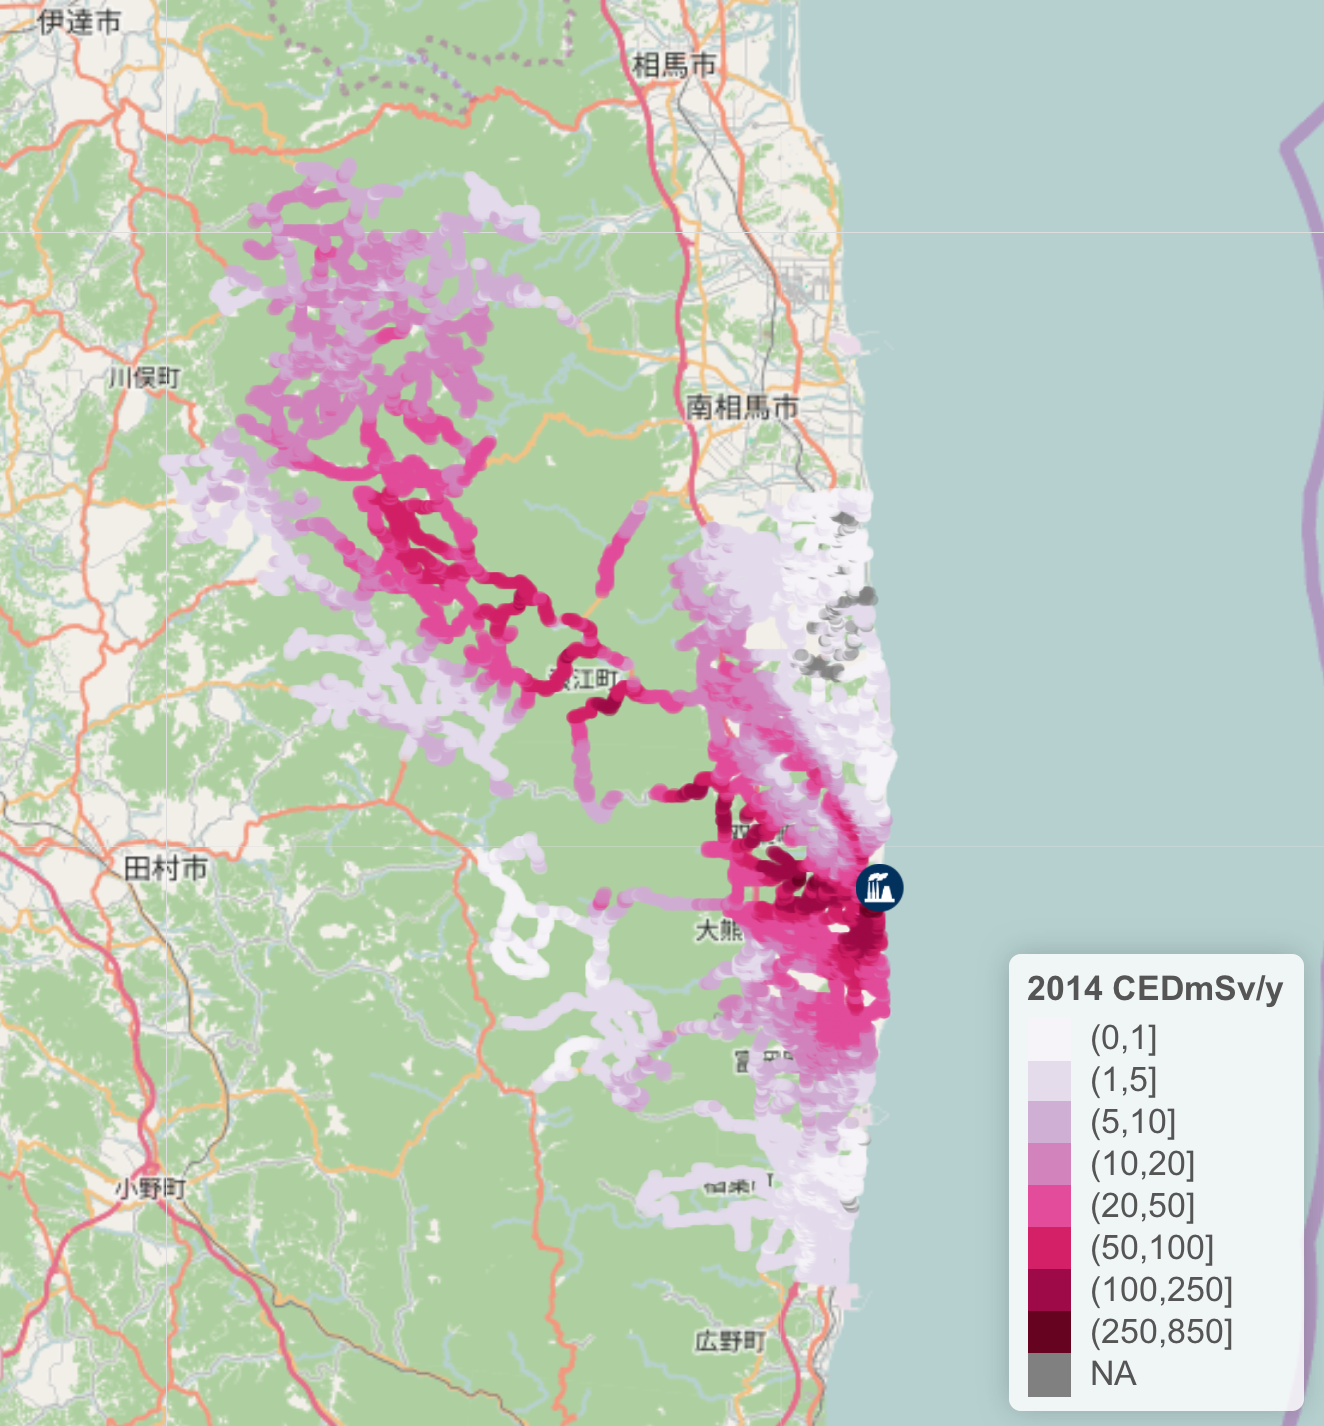 伊達市
相馬市
川俣町
南相馬市
江町
田村市
大熊
小野町
広野町
2014 CEDmSv/y
(0,1]
(1,5]
(5,10]
(10,20]
(20,50]
(50,100]
(100,250]
(250,850]
NA